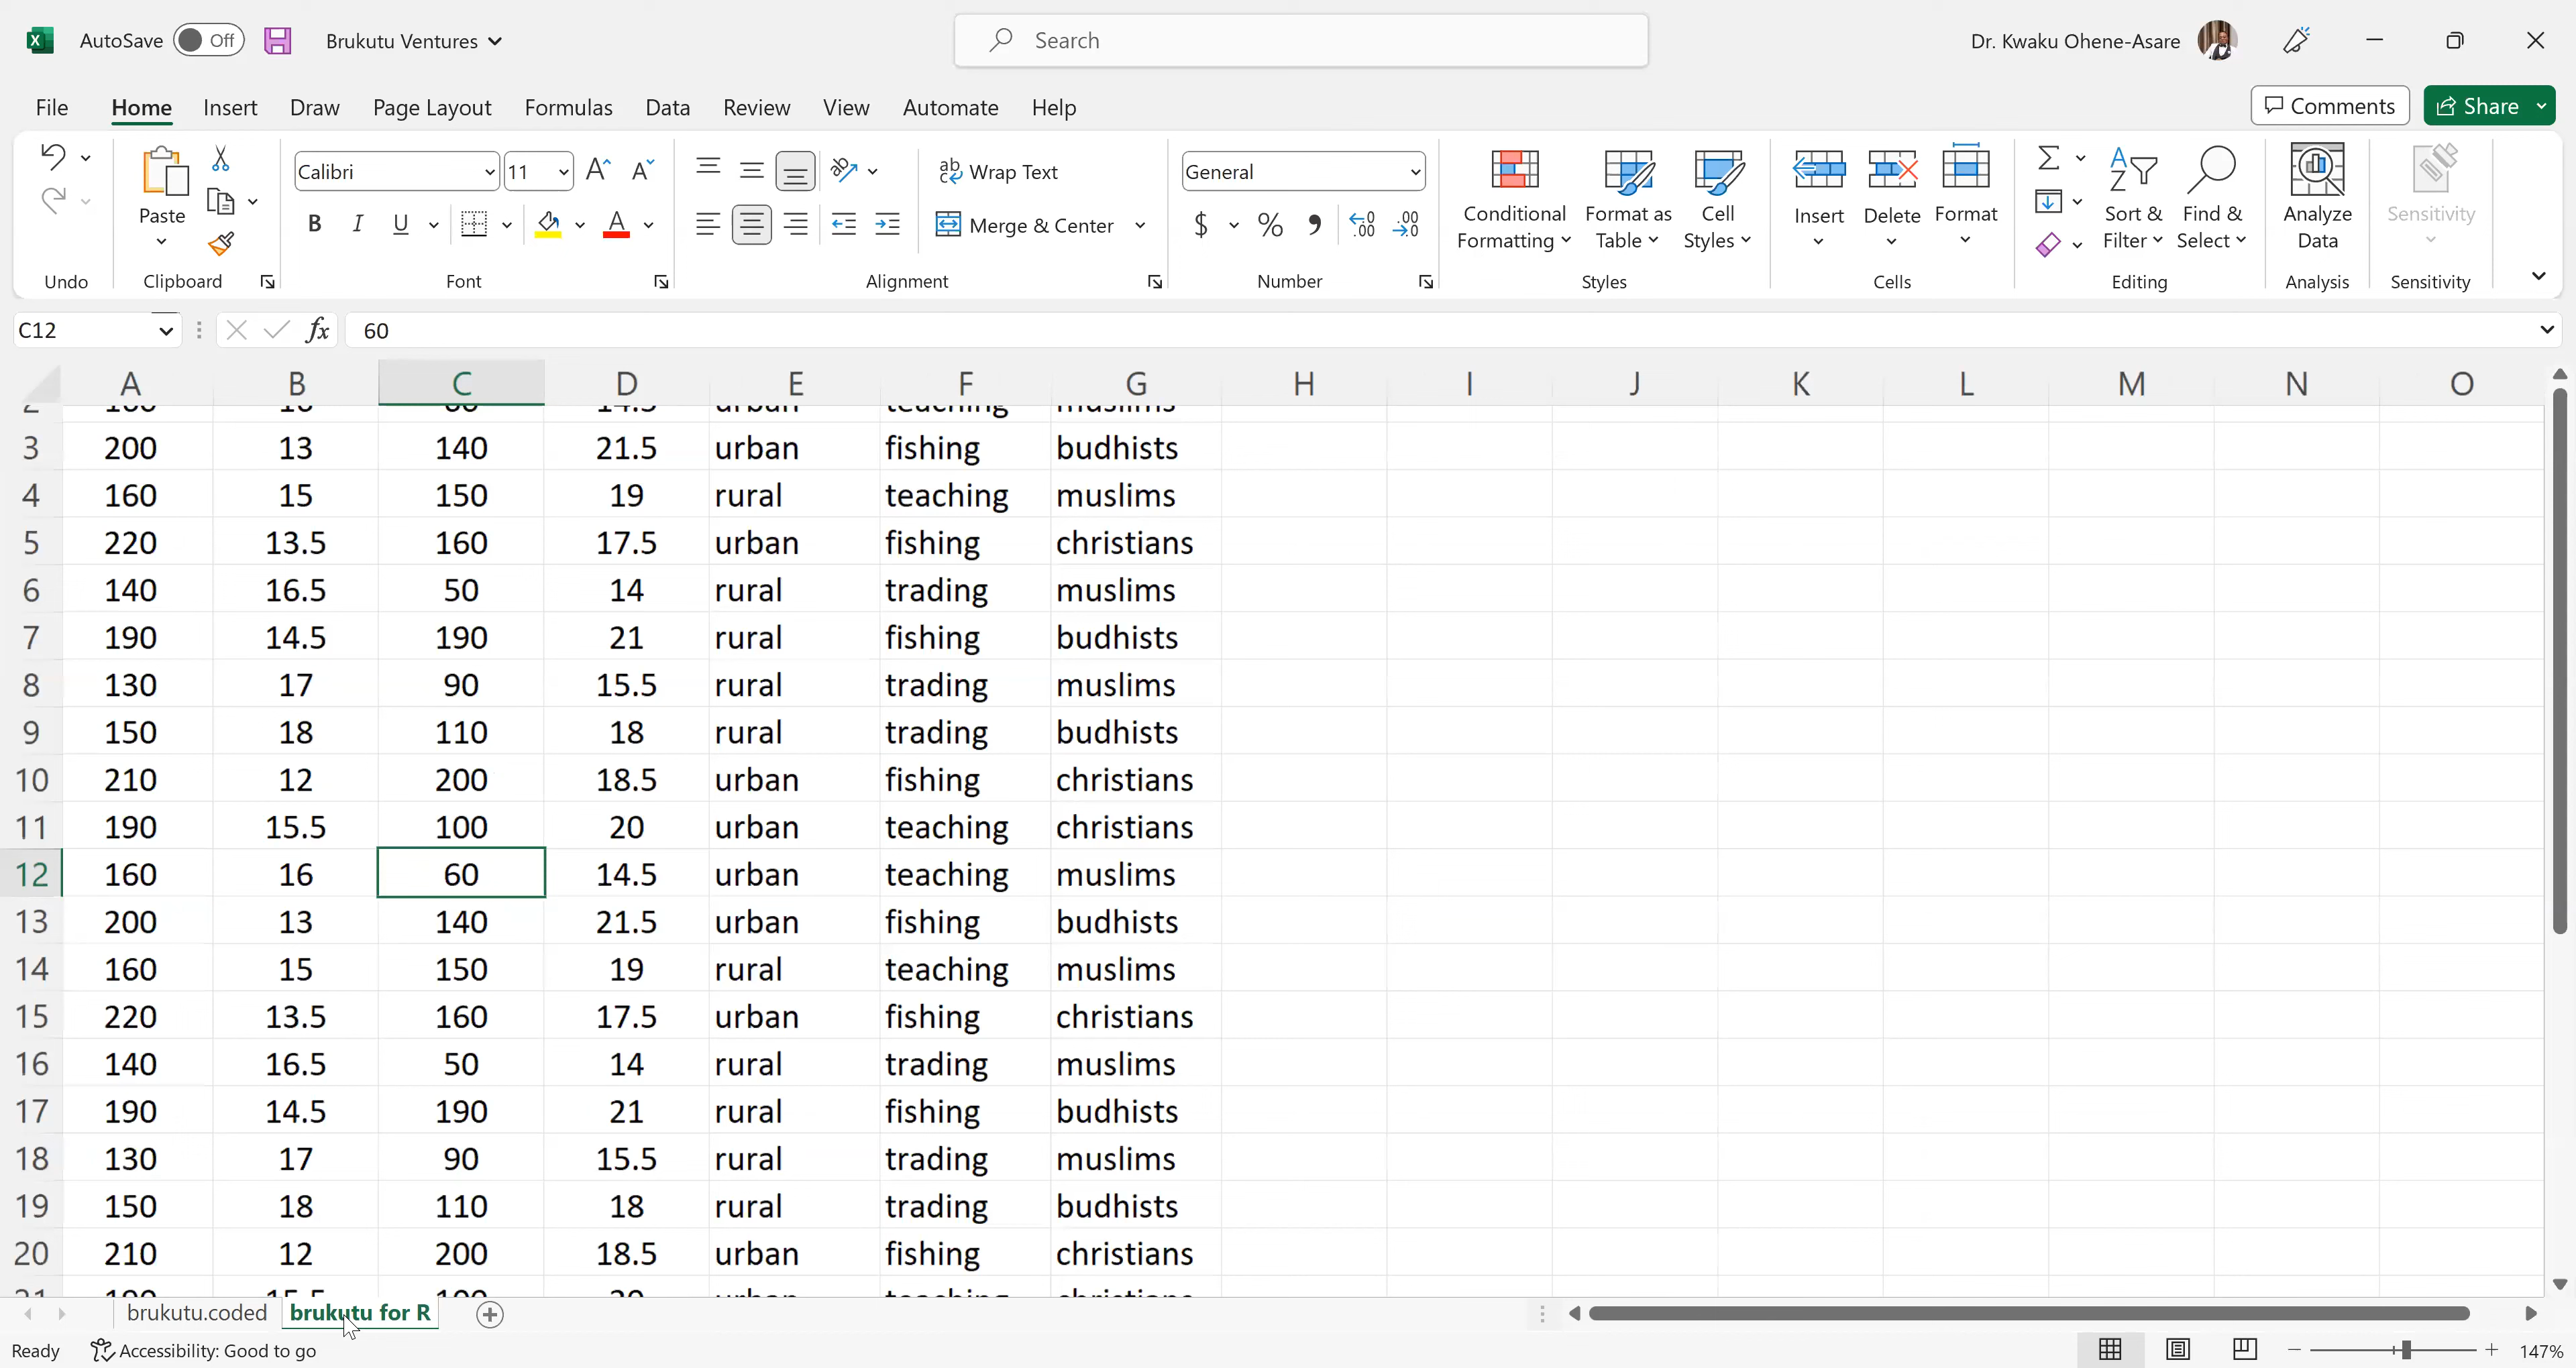 AutoSave Off Brukutu Ventures Search Dr. Kwaku Ohene-Asare
File Home Insert Draw Page Layout Formulas Data Review View Automate Help Comments Share
Paste Calibri 11 Wrap Text General Conditional Formatting Format as Table Cell Styles Insert Delete Format Sort & Filter Find & Select Analyze Data Sensitivity
B I U Merge & Center $ %
Undo Clipboard Font Alignment Number Styles Cells Editing Analysis Sensitivity
C12 fx 60
A B C D E F G H I J K L M N O
3 200 13 140 21.5 urban fishing budhists
4 160 15 150 19 rural teaching muslims
5 220 13.5 160 17.5 urban fishing christians
6 140 16.5 50 14 rural trading muslims
7 190 14.5 190 21 rural fishing budhists
8 130 17 90 15.5 rural trading muslims
9 150 18 110 18 rural trading budhists
10 210 12 200 18.5 urban fishing christians
11 190 15.5 100 20 urban teaching christians
12 160 16 60 14.5 urban teaching muslims
13 200 13 140 21.5 urban fishing budhists
14 160 15 150 19 rural teaching muslims
15 220 13.5 160 17.5 urban fishing christians
16 140 16.5 50 14 rural trading muslims
17 190 14.5 190 21 rural fishing budhists
18 130 17 90 15.5 rural trading muslims
19 150 18 110 18 rural trading budhists
20 210 12 200 18.5 urban fishing christians
brukutu.coded brukutu for R
Ready Accessibility: Good to go 147%